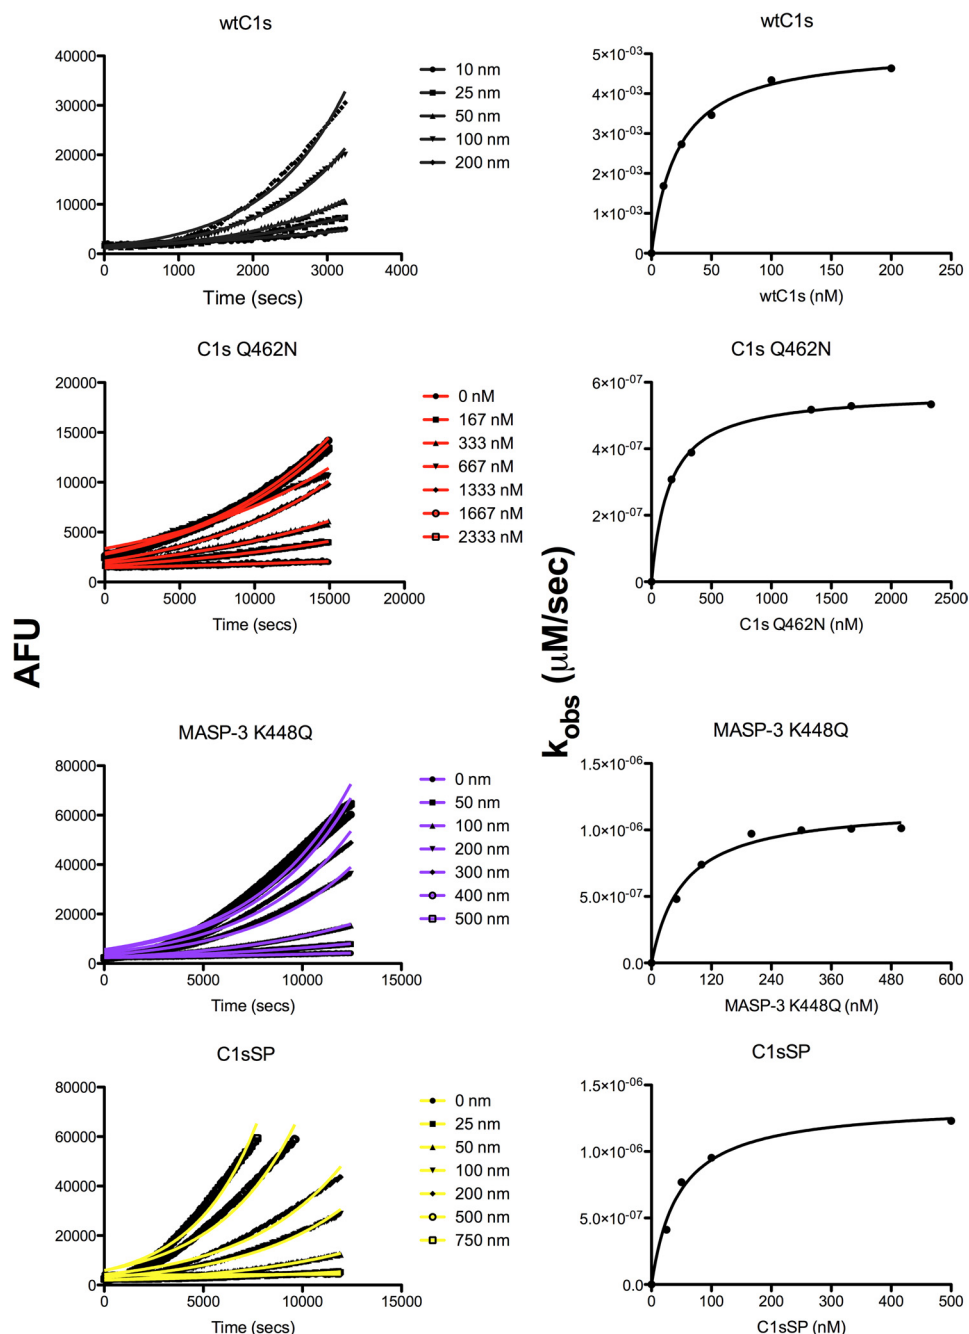 wtC1s
40000
30000
20000
10000
0
0 1000 2000 3000 4000
Time (secs)
10 nm
25 nm
50 nm
100 nm
200 nm
wtC1s
5×10⁻⁰³
4×10⁻⁰³
3×10⁻⁰³
2×10⁻⁰³
1×10⁻⁰³
0
0 50 100 150 200 250
wtC1s (nM)
C1s Q462N
20000
15000
10000
5000
0
0 5000 10000 15000 20000
Time (secs)
0 nM
167 nM
333 nM
667 nM
1333 nM
1667 nM
2333 nM
C1s Q462N
6×10⁻⁰⁷
4×10⁻⁰⁷
2×10⁻⁰⁷
0
0 500 1000 1500 2000 2500
C1s Q462N (nM)
AFU
kobs (μM/sec)
MASP-3 K448Q
80000
60000
40000
20000
0
0 5000 10000 15000
Time (secs)
0 nm
50 nm
100 nm
200 nm
300 nm
400 nm
500 nm
MASP-3 K448Q
1.5×10⁻⁰⁶
1.0×10⁻⁰⁶
5.0×10⁻⁰⁷
0.0
0 120 240 360 480 600
MASP-3 K448Q (nM)
C1sSP
80000
60000
40000
20000
0
0 5000 10000 15000
Time (secs)
0 nm
25 nm
50 nm
100 nm
200 nm
500 nm
750 nm
C1sSP
1.5×10⁻⁰⁶
1.0×10⁻⁰⁶
5.0×10⁻⁰⁷
0.0
0 100 200 300 400 500
C1sSP (nM)